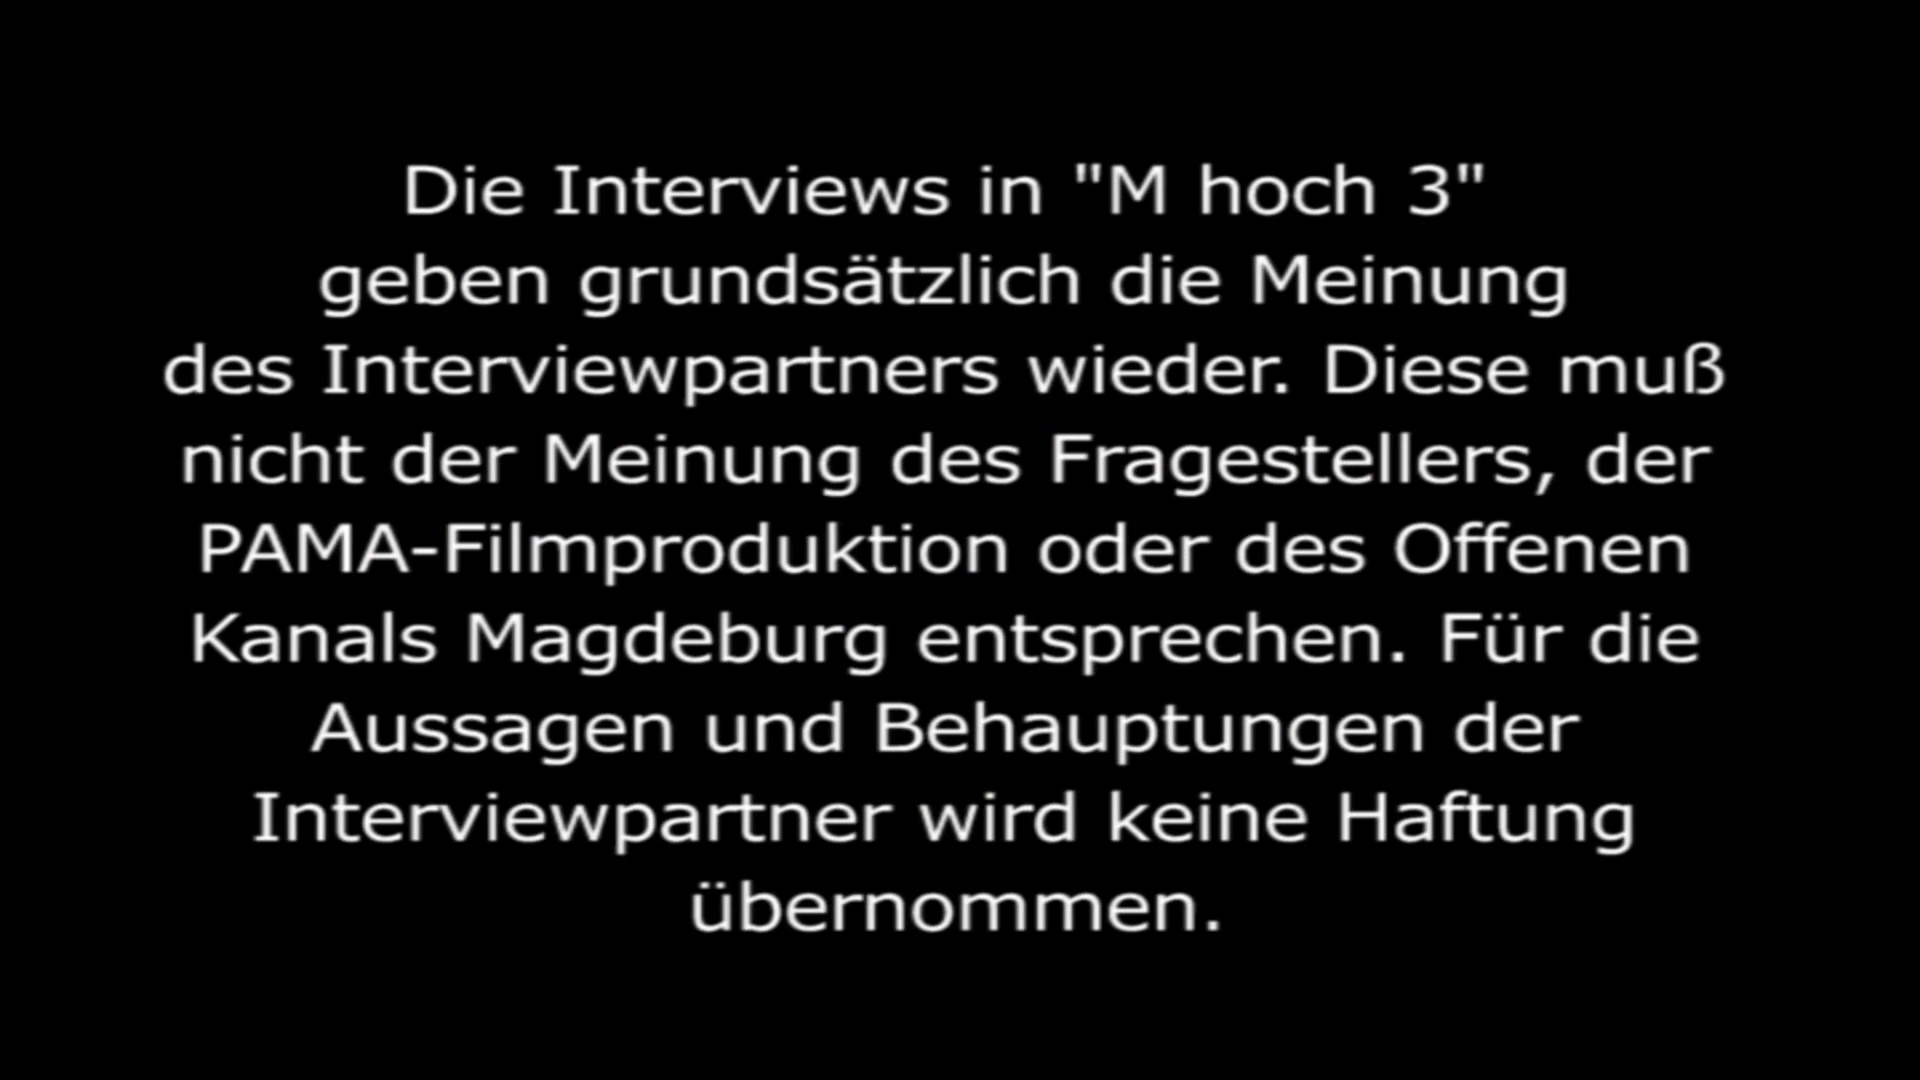 Die Interviews in "M hoch 3"
geben grundsätzlich die Meinung
des Interviewpartners wieder. Diese muß
nicht der Meinung des Fragestellers, der
PAMA-Filmproduktion oder des Offenen
Kanals Magdeburg entsprechen. Für die
Aussagen und Behauptungen der
Interviewpartner wird keine Haftung
übernommen.